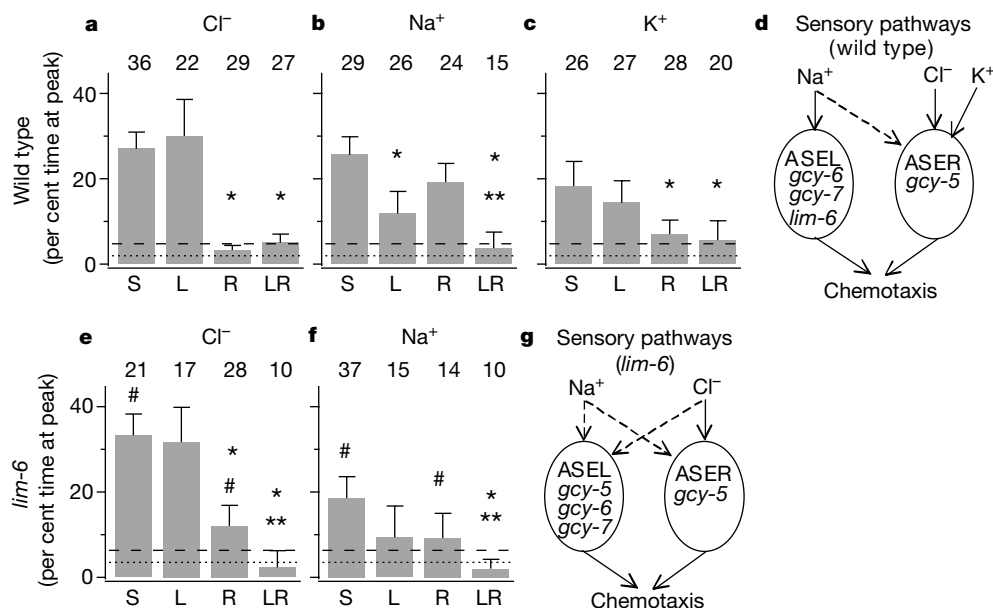 a Cl⁻
36 22 29 27
Wild type
(per cent time at peak)
40
20
0
* *
S L R LR
b Na⁺
29 26 24 15
* *
**
S L R LR
c K⁺
26 27 28 20
* *
S L R LR
d Sensory pathways
(wild type)
Na⁺ Cl⁻ K⁺
ASEL
gcy-6
gcy-7
lim-6
ASER
gcy-5
Chemotaxis
e Cl⁻
21 17 28 10
lim-6
(per cent time at peak)
40
20
0
#
* *
# **
S L R LR
f Na⁺
37 15 14 10
# #
*
**
S L R LR
g Sensory pathways
(lim-6)
Na⁺ Cl⁻
ASEL
gcy-5
gcy-6
gcy-7
ASER
gcy-5
Chemotaxis